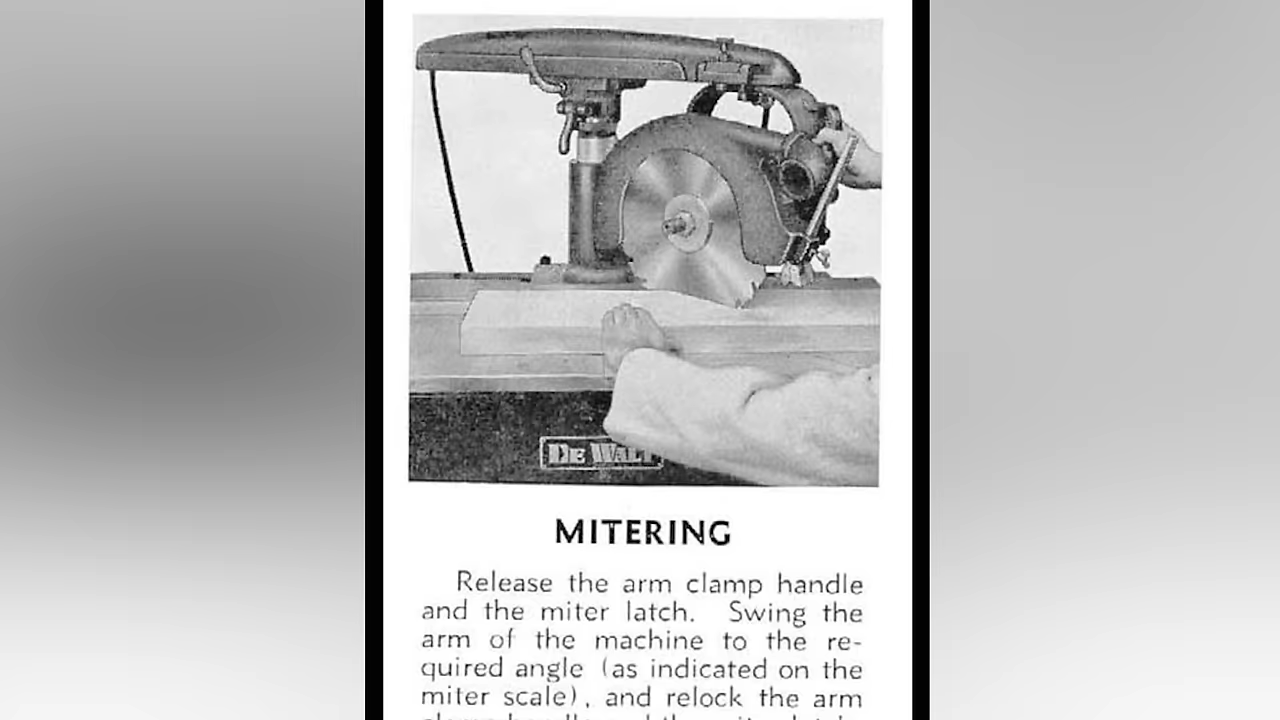 DE WALT
MITERING
Release the arm clamp handle
and the miter latch. Swing the
arm of the machine to the re-
quired angle (as indicated on the
miter scale), and relock the arm